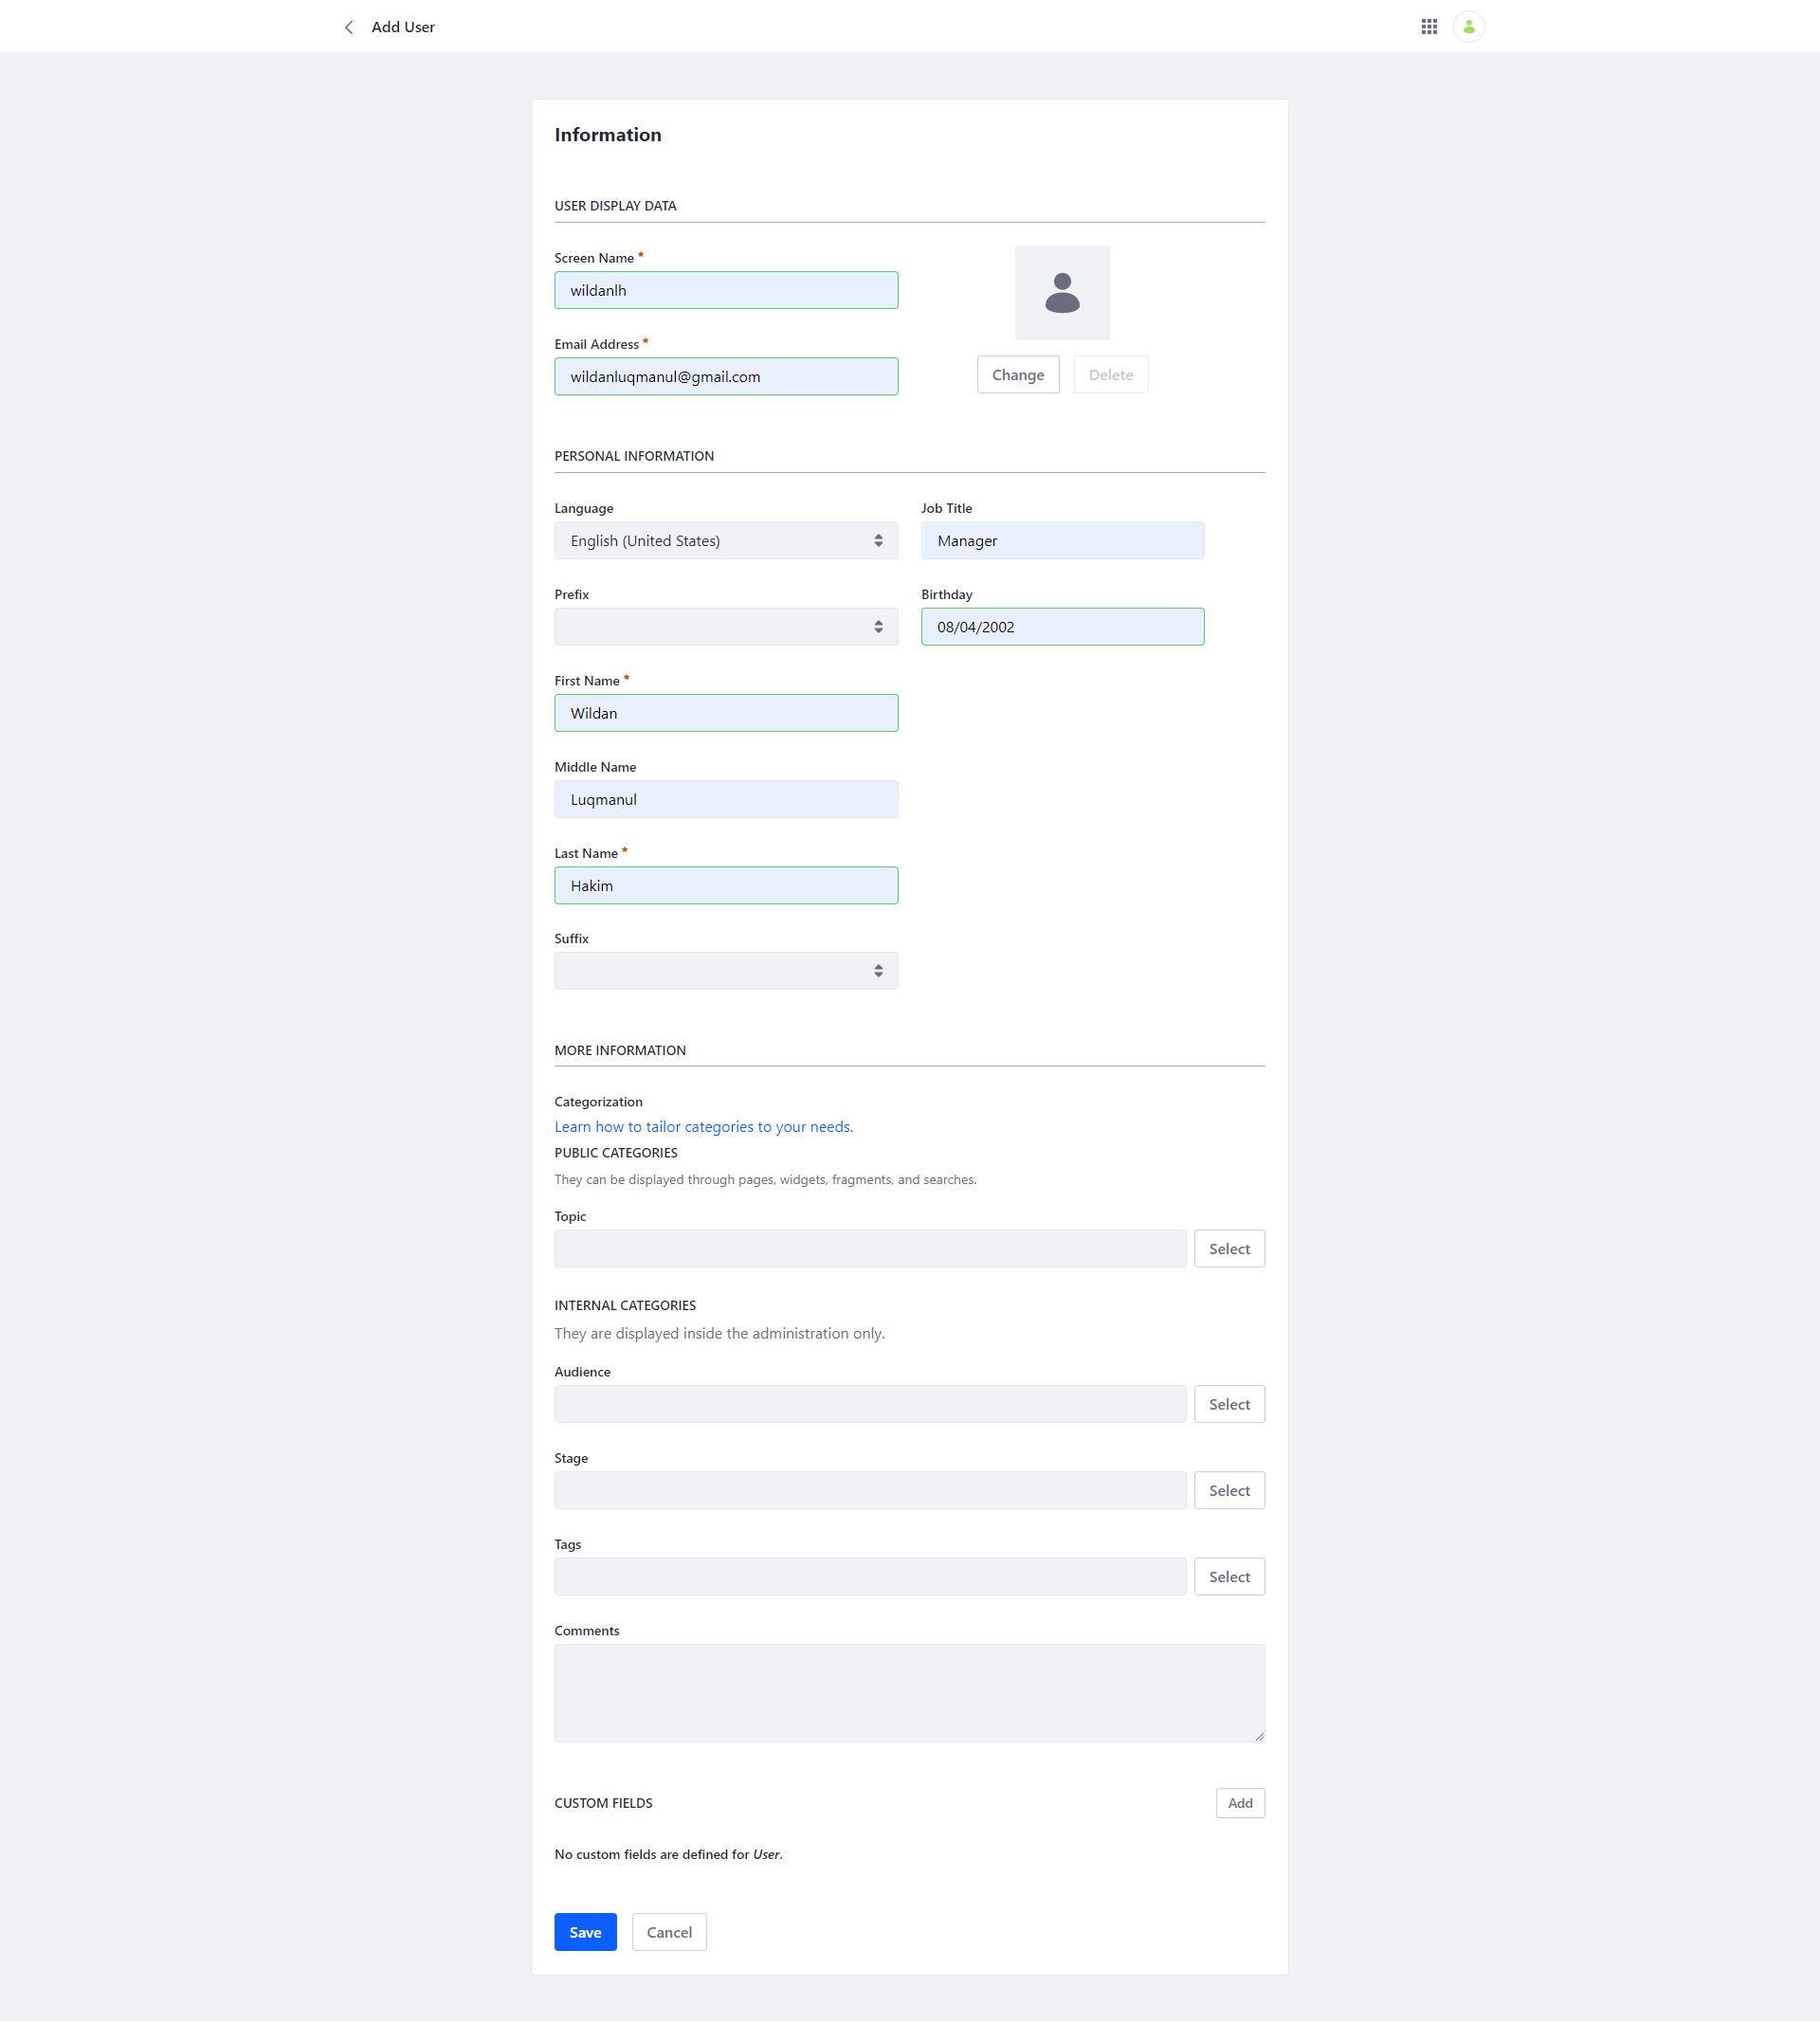 Add User
Information
USER DISPLAY DATA
Screen Name *
wildanlh
Email Address *
wildanluqmanul@gmail.com
Change Delete
PERSONAL INFORMATION
Language
English (United States)
Job Title
Manager
Prefix
Birthday
08/04/2002
First Name *
Wildan
Middle Name
Luqmanul
Last Name *
Hakim
Suffix
MORE INFORMATION
Categorization
Learn how to tailor categories to your needs.
PUBLIC CATEGORIES
They can be displayed through pages, widgets, fragments, and searches.
Topic
Select
INTERNAL CATEGORIES
They are displayed inside the administration only.
Audience
Select
Stage
Select
Tags
Select
Comments
CUSTOM FIELDS Add
No custom fields are defined for User.
Save Cancel